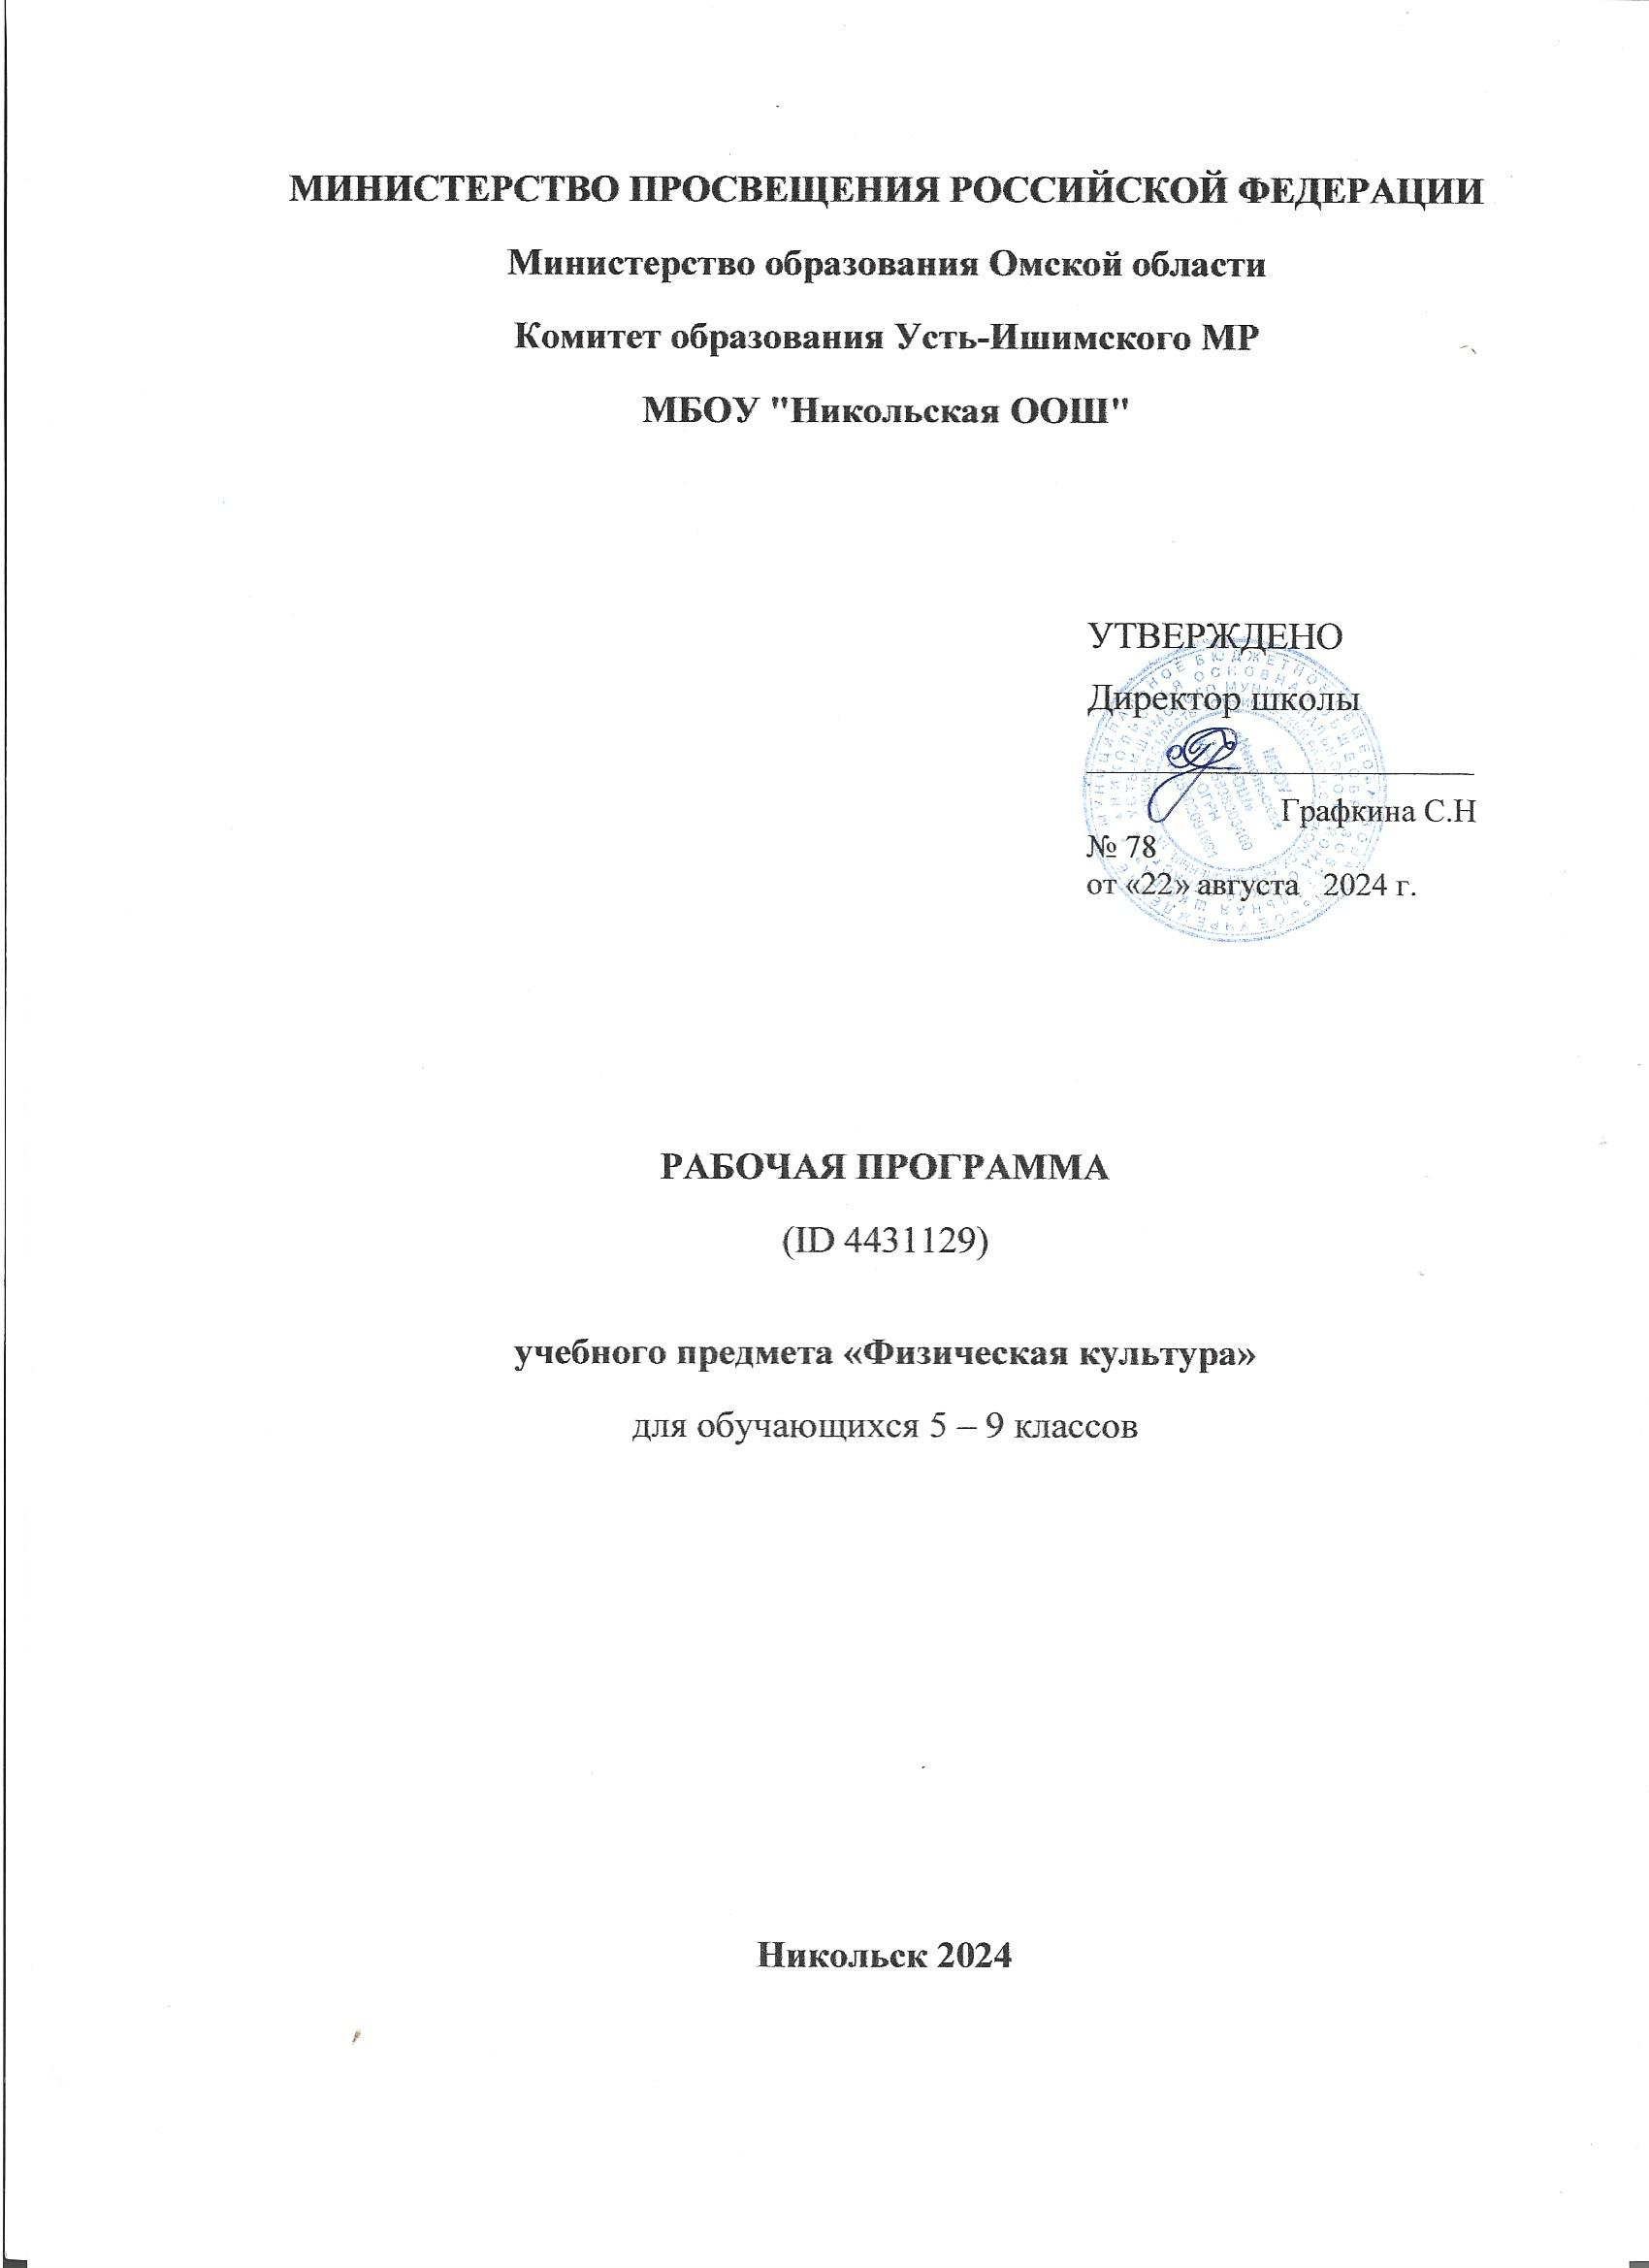 МИНИСТЕРСТВО ПРОСВЕЩЕНИЯ РОССИЙСКОЙ ФЕДЕРАЦИИ
Министерство образования Омской области
Комитет образования Усть-Ишимского МР
МБОУ "Никольская ООШ"
УТВЕРЖДЕНО
Директор школы
Графкина С.Н
№ 78
от «22» августа 2024 г.
РАБОЧАЯ ПРОГРАММА
(ID 4431129)
учебного предмета «Физическая культура»
для обучающихся 5 – 9 классов
Никольск 2024